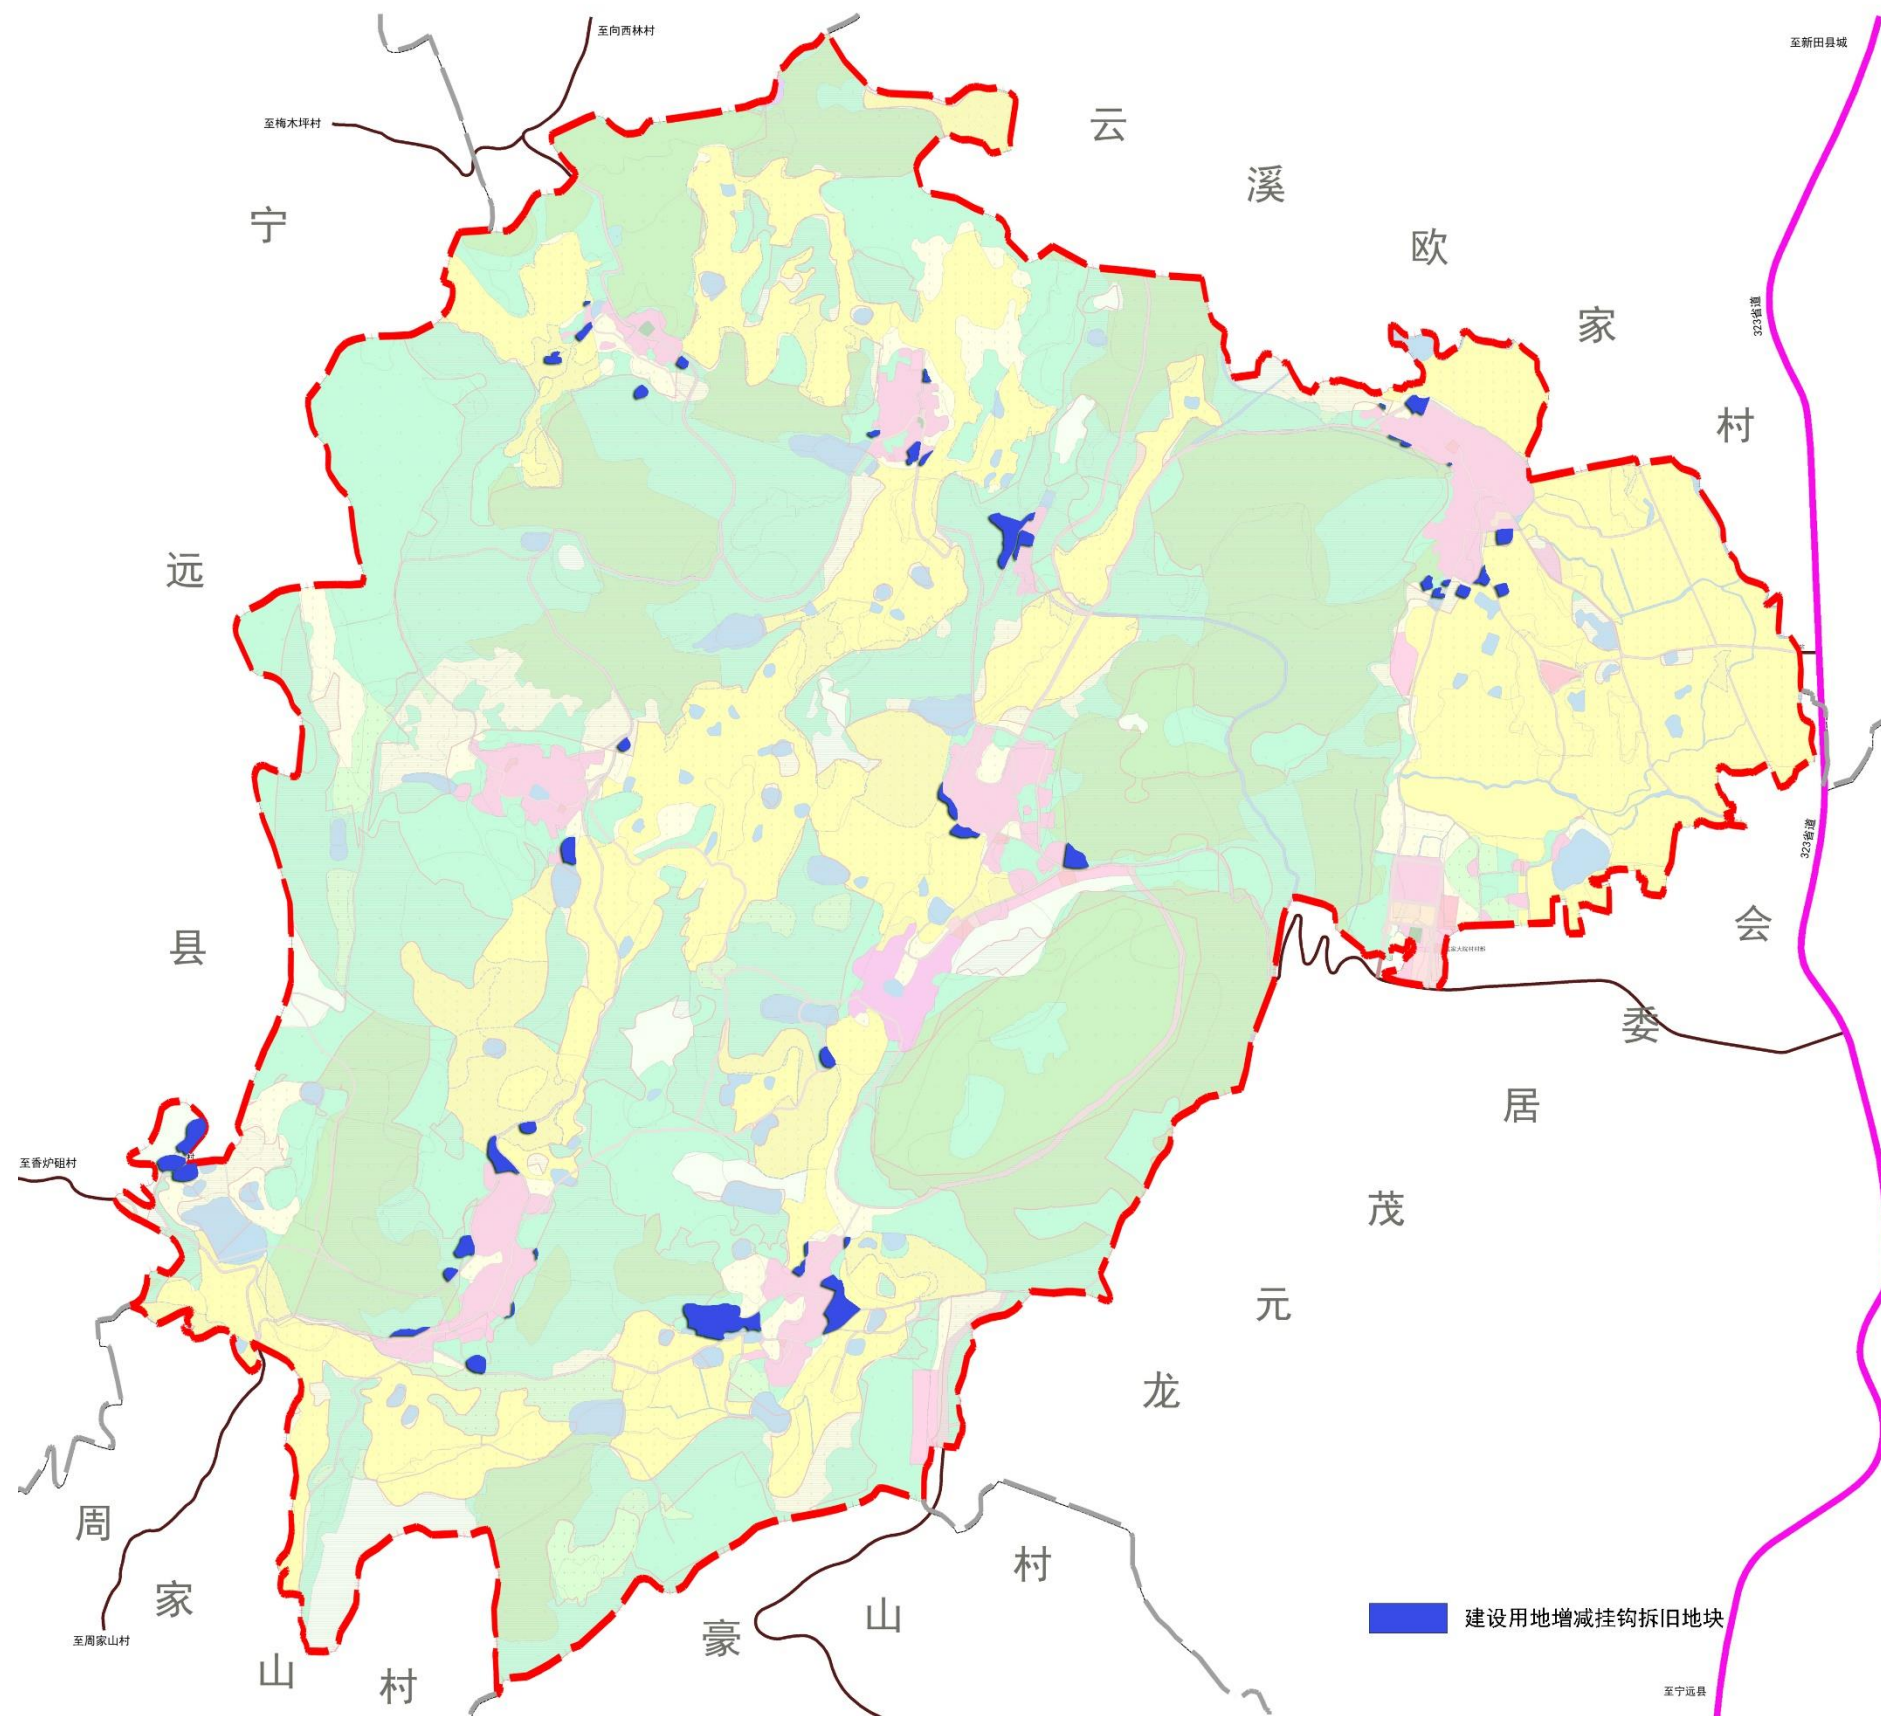 至向西林村
至新田县城
至梅木坪村
宁远县
云溪欧家村
323省道
323省道
龙元茂居委会
至香炉砠村
周家山村
豪山村
至周家山村
建设用地增减挂钩拆旧地块
至宁远县